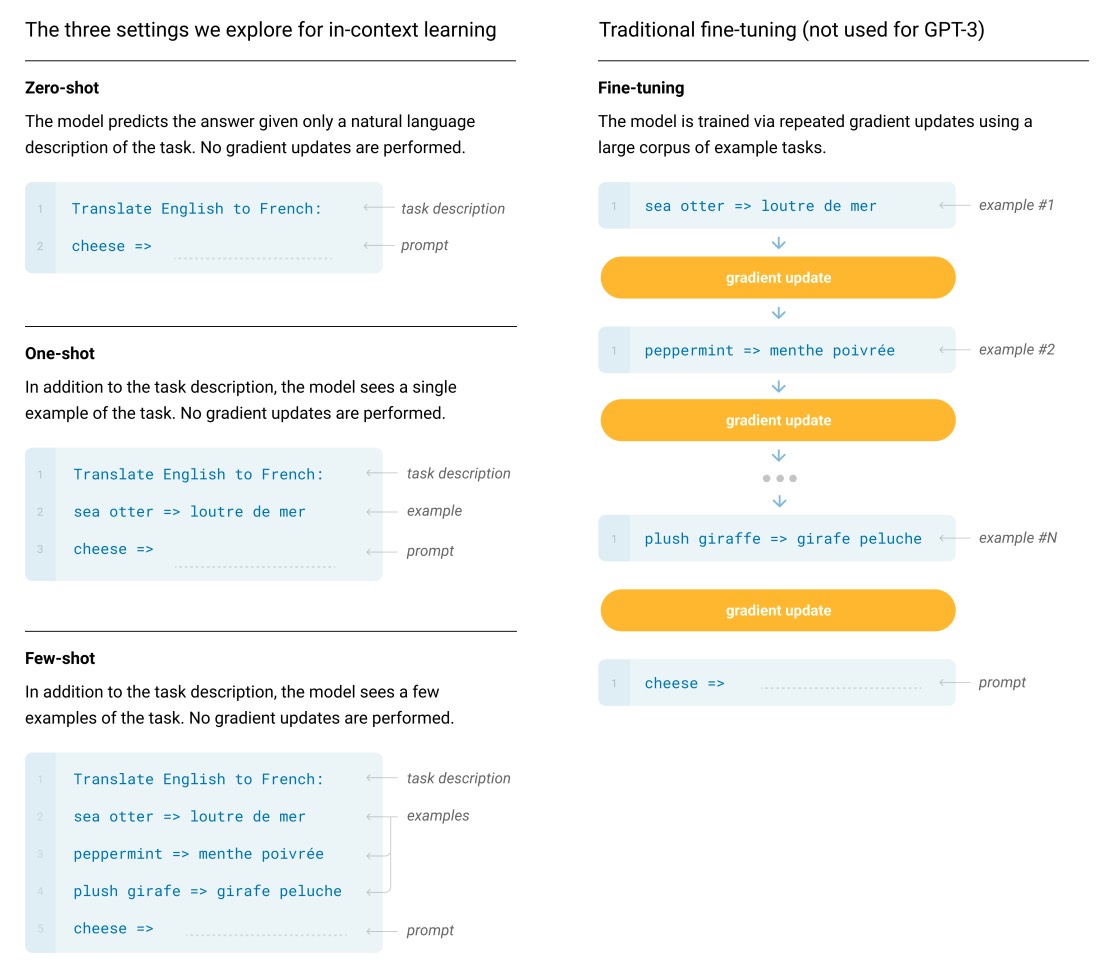 The three settings we explore for in-context learning
Zero-shot
The model predicts the answer given only a natural language
description of the task. No gradient updates are performed.
1 Translate English to French: task description
2 cheese => prompt
One-shot
In addition to the task description, the model sees a single
example of the task. No gradient updates are performed.
1 Translate English to French: task description
2 sea otter => loutre de mer example
3 cheese => prompt
Few-shot
In addition to the task description, the model sees a few
examples of the task. No gradient updates are performed.
1 Translate English to French: task description
2 sea otter => loutre de mer examples
3 peppermint => menthe poivrée
4 plush girafe => girafe peluche
5 cheese => prompt
Traditional fine-tuning (not used for GPT-3)
Fine-tuning
The model is trained via repeated gradient updates using a
large corpus of example tasks.
1 sea otter => loutre de mer example #1
gradient update
1 peppermint => menthe poivrée example #2
gradient update
1 plush giraffe => girafe peluche example #N
gradient update
1 cheese => prompt